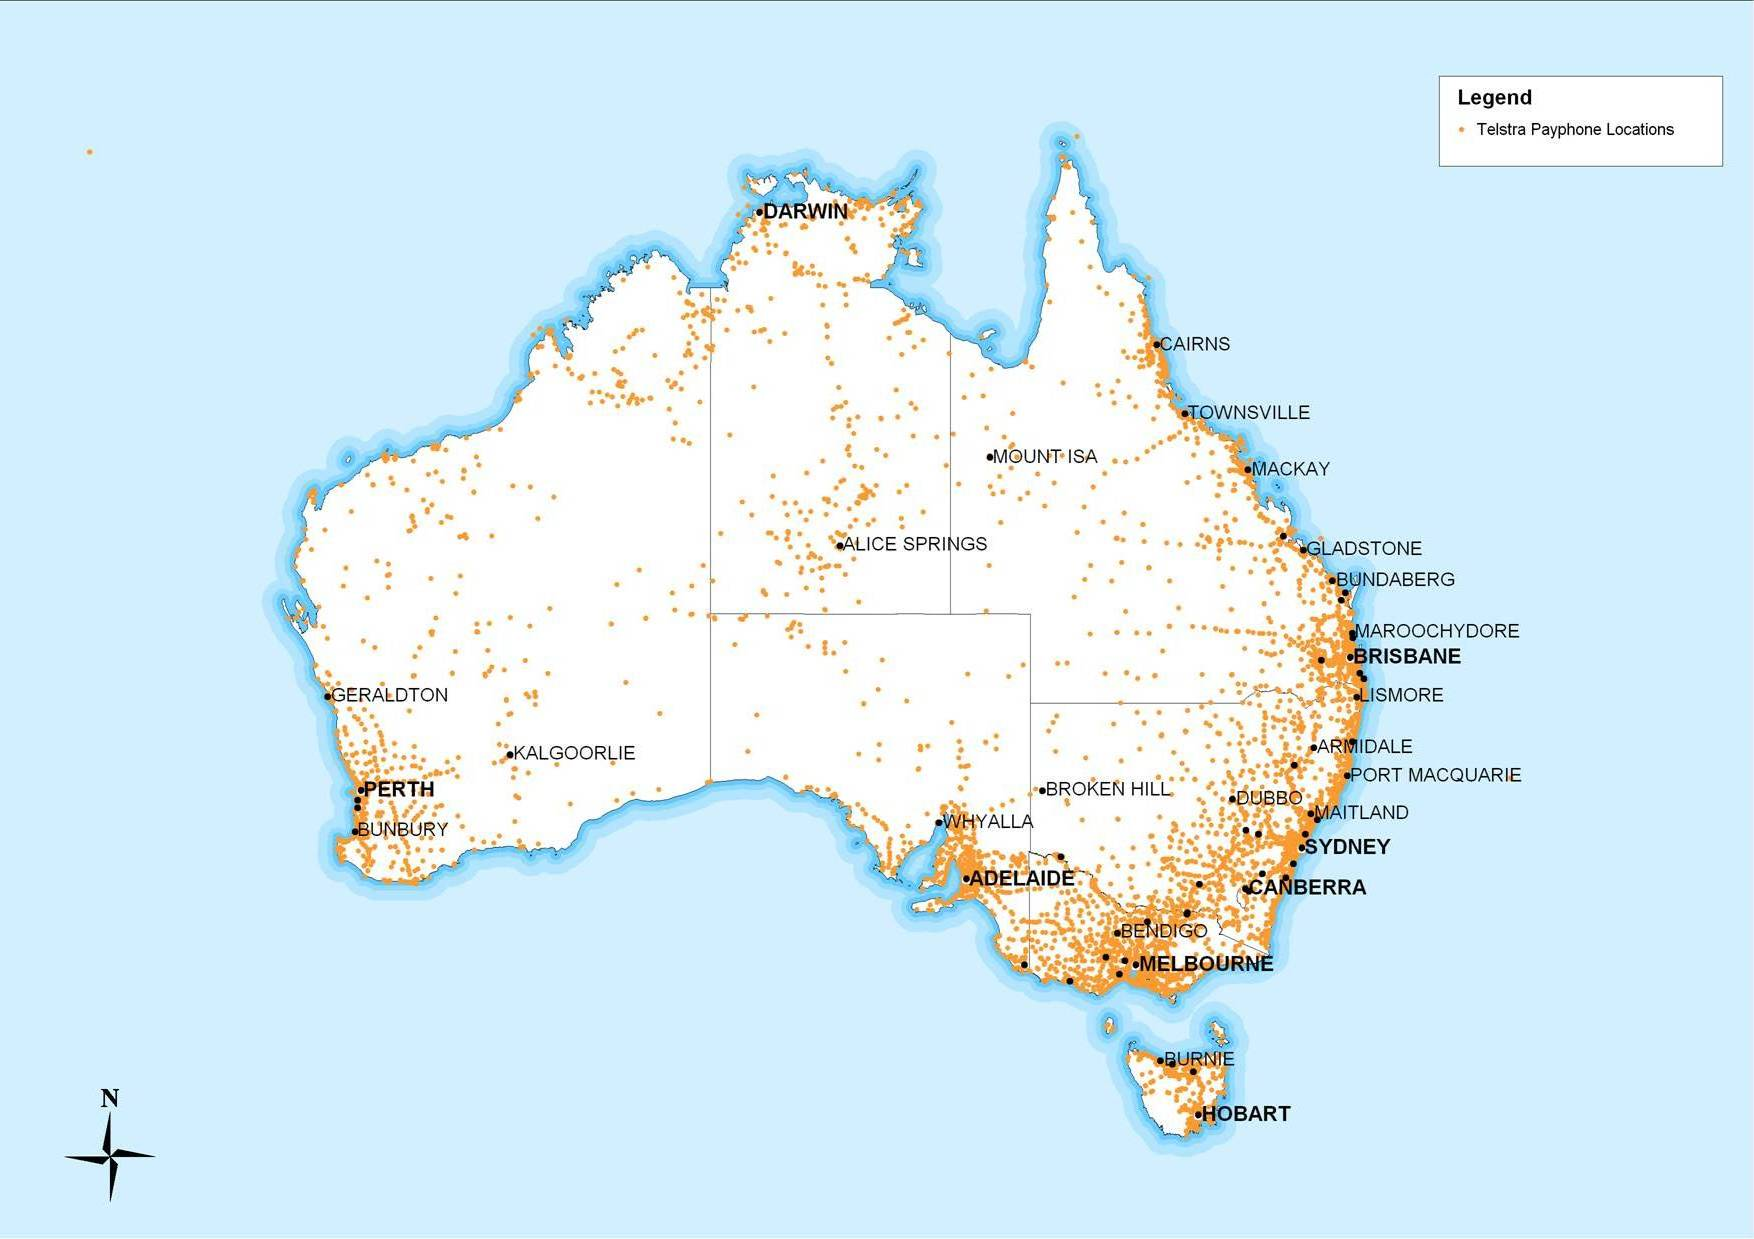 Legend
Telstra Payphone Locations
DARWIN
CAIRNS
TOWNSVILLE
MOUNT ISA
MACKAY
ALICE SPRINGS
GLADSTONE
BUNDABERG
MAROOCHYDORE
BRISBANE
GERALDTON
LISMORE
KALGOORLIE
ARMIDALE
PORT MACQUARIE
PERTH
BROKEN HILL
DUBBO
MAITLAND
BUNBURY
WHYALLA
SYDNEY
ADELAIDE
CANBERRA
BENDIGO
MELBOURNE
BURNIE
N
HOBART